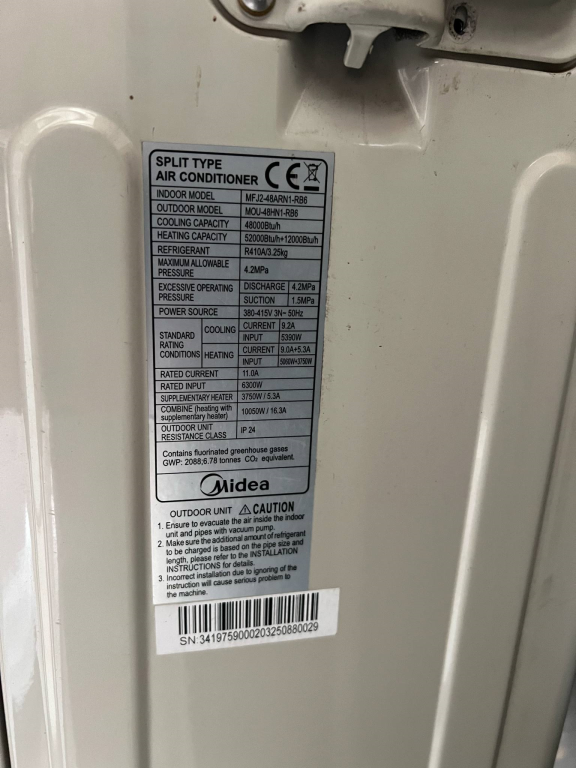 SPLIT TYPE
AIR CONDITIONER CE
INDOOR MODEL MFJ2-48ARN1-RB6
OUTDOOR MODEL MOU-48HN1-RB6
COOLING CAPACITY 48000Btu/h
HEATING CAPACITY 52000Btu/h+12000Btu/h
REFRIGERANT R410A/3.25kg
MAXIMUM ALLOWABLE
PRESSURE 4.2MPa
EXCESSIVE OPERATING
PRESSURE DISCHARGE 4.2MPa
SUCTION 1.5MPa
POWER SOURCE 380-415V 3N~ 50Hz
STANDARD
RATING
CONDITIONS COOLING CURRENT 9.2A
INPUT 5390W
HEATING CURRENT 9.0A+5.3A
INPUT 5060W+3750W
RATED CURRENT 11.0A
RATED INPUT 6300W
SUPPLEMENTARY HEATER 3750W / 5.3A
COMBINE (heating with
supplementary heater) 10050W / 16.3A
OUTDOOR UNIT
RESISTANCE CLASS IP 24
Contains fluorinated greenhouse gases
GWP: 2088;6.78 tonnes CO₂ equivalent.
Midea
OUTDOOR UNIT ⚠CAUTION
1. Ensure to evacuate the air inside the indoor
unit and pipes with vacuum pump.
2. Make sure the additional amount of refrigerant
to be charged is based on the pipe size and
length, please refer to the INSTALLATION
INSTRUCTIONS for details.
3. Incorrect installation due to ignoring of the
instruction will cause serious problem to
the machine.
SN:3419759000203250880029